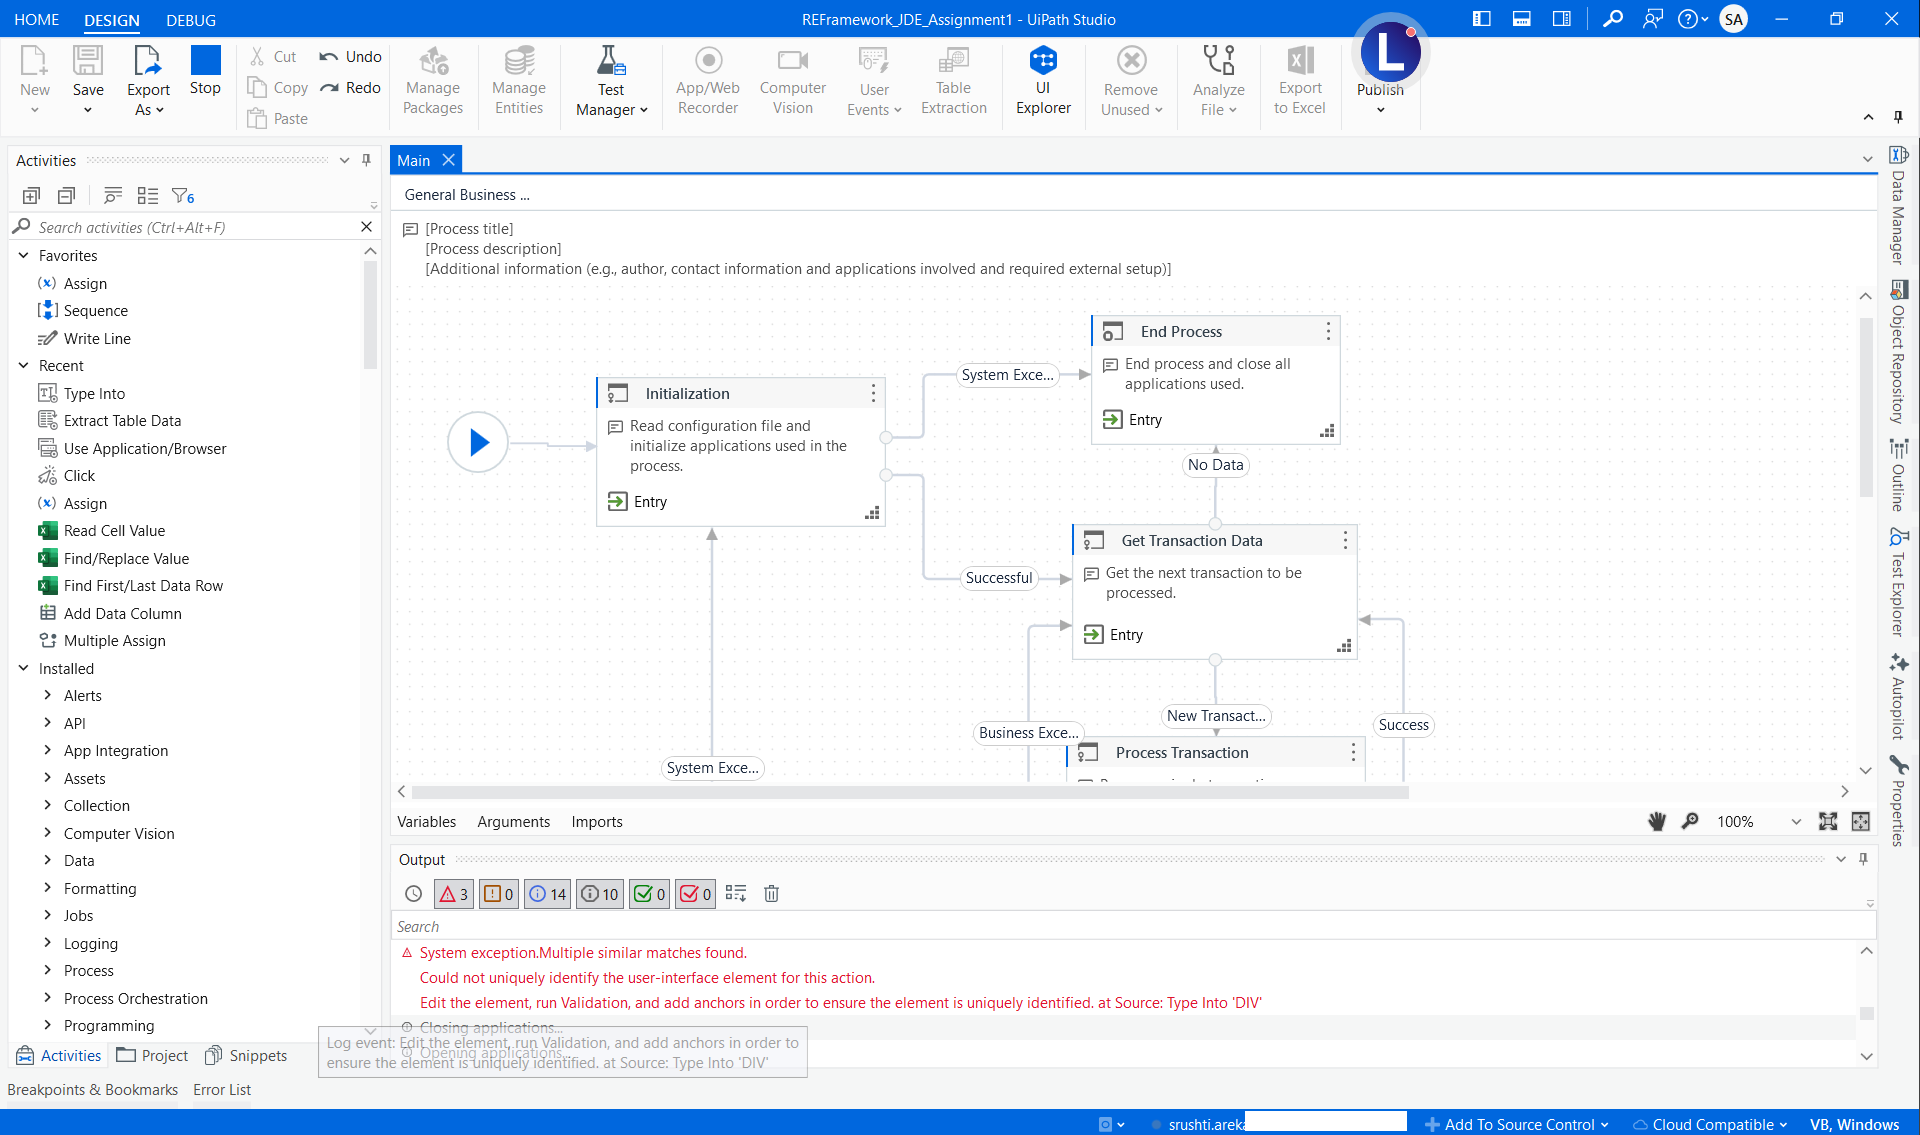 HOME DESIGN DEBUG
REFramework_JDE_Assignment1 - UiPath Studio
SA
New
Save
Export As
Stop
Cut
Copy
Paste
Undo
Redo
Manage Packages
Manage Entities
Test Manager
App/Web Recorder
Computer Vision
User Events
Table Extraction
UI Explorer
Remove Unused
Analyze File
Export to Excel
L
Publish
Activities
6
Search activities (Ctrl+Alt+F)
Favorites
Assign
Sequence
Write Line
Recent
Type Into
Extract Table Data
Use Application/Browser
Click
Assign
Read Cell Value
Find/Replace Value
Find First/Last Data Row
Add Data Column
Multiple Assign
Installed
Alerts
API
App Integration
Assets
Collection
Computer Vision
Data
Formatting
Jobs
Logging
Process
Process Orchestration
Programming
Activities Project Snippets
Breakpoints & Bookmarks Error List
Main
General Business ...
[Process title]
[Process description]
[Additional information (e.g., author, contact information and applications involved and required external setup)]
Initialization
Read configuration file and
initialize applications used in the
process.
Entry
System Exce...
End Process
End process and close all
applications used.
Entry
No Data
Successful
Get Transaction Data
Get the next transaction to be
processed.
Entry
New Transact...
Business Exce...
Success
Process Transaction
System Exce...
Variables Arguments Imports
100%
Output
3 0 14 10 0 0
Search
System exception.Multiple similar matches found.
Could not uniquely identify the user-interface element for this action.
Edit the element, run Validation, and add anchors in order to ensure the element is uniquely identified. at Source: Type Into 'DIV'
Closing applications...
Opening applications...
Log event: Edit the element, run Validation, and add anchors in order to
ensure the element is uniquely identified. at Source: Type Into 'DIV'
Data Manager
Object Repository
Outline
Test Explorer
Autopilot
Properties
srushti.areka
Add To Source Control
Cloud Compatible
VB, Windows